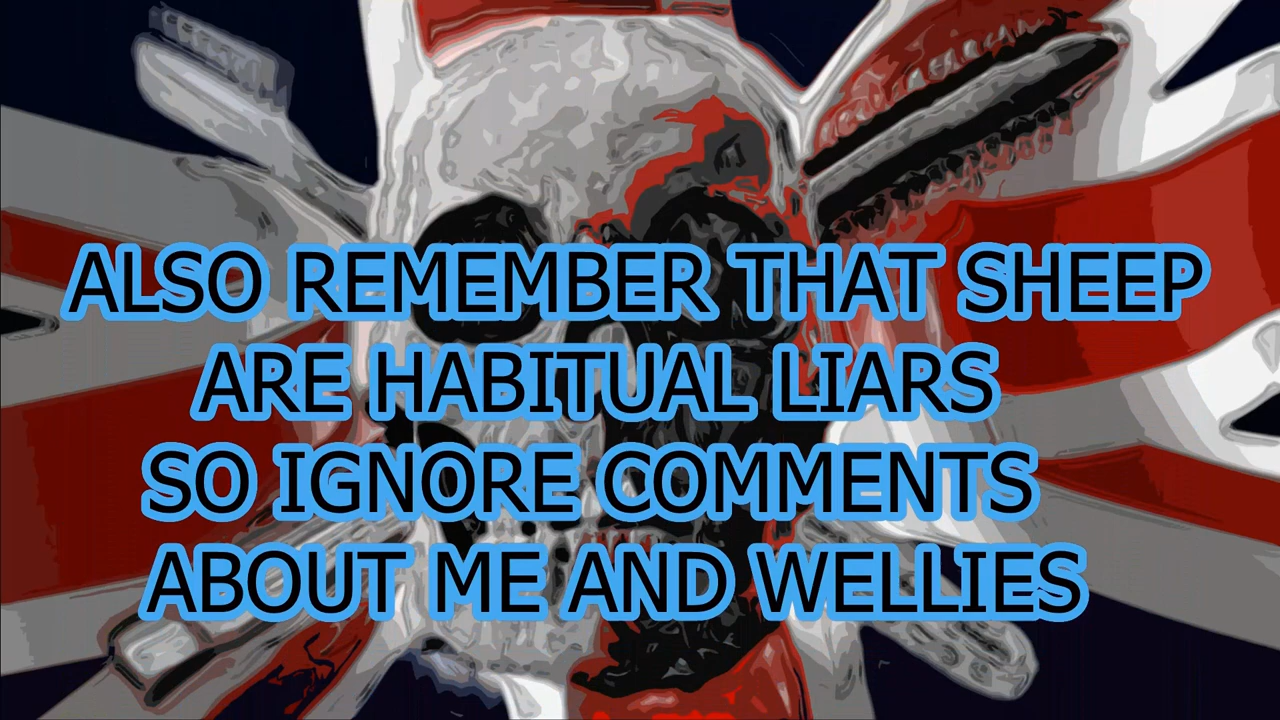 ALSO REMEMBER THAT SHEEP
ARE HABITUAL LIARS
SO IGNORE COMMENTS
ABOUT ME AND WELLIES